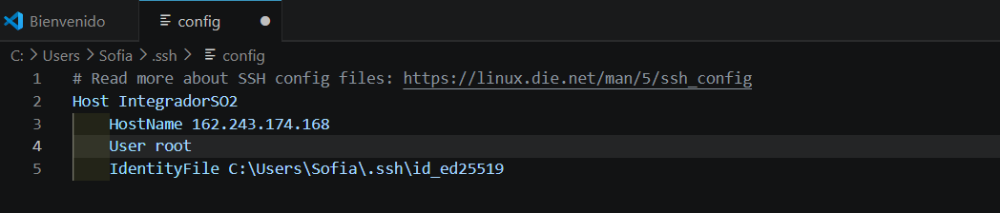 Bienvenido config
C: > Users > Sofia > .ssh > config
1 # Read more about SSH config files: https://linux.die.net/man/5/ssh_config
2 Host IntegradorSO2
3 HostName 162.243.174.168
4 User root
5 IdentityFile C:\Users\Sofia\.ssh\id_ed25519